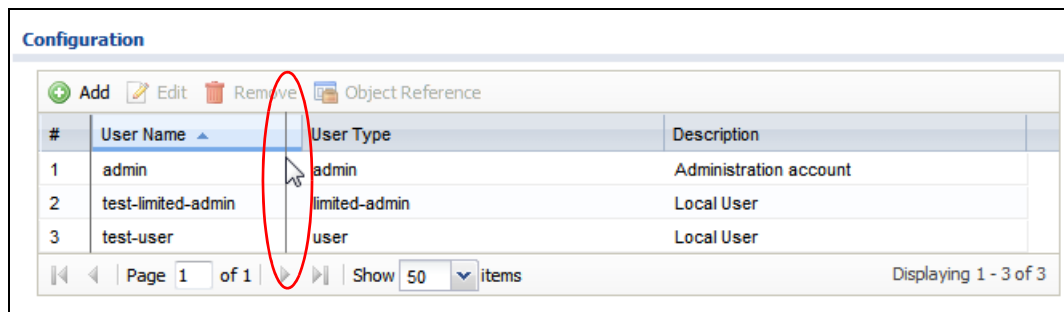 Configuration
Add Edit Remove Object Reference
# User Name User Type Description
1 admin admin Administration account
2 test-limited-admin limited-admin Local User
3 test-user user Local User
Page 1 of 1 Show 50 items Displaying 1 - 3 of 3